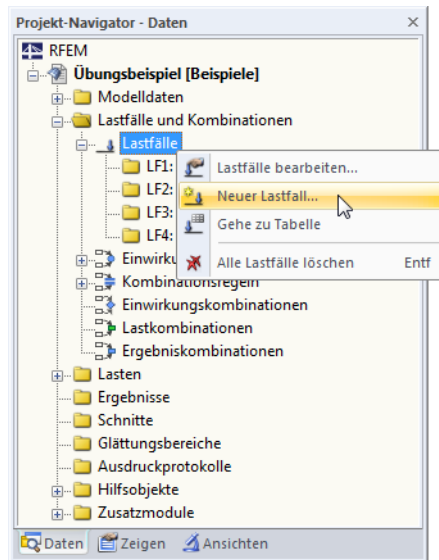 Projekt-Navigator - Daten
RFEM
Übungsbeispiel [Beispiele]
Modelldaten
Lastfälle und Kombinationen
Lastfälle
LF1:
Lastfälle bearbeiten...
LF2:
Neuer Lastfall...
LF3:
Gehe zu Tabelle
LF4:
Einwirku
Alle Lastfälle löschen Entf
Kombinationsregeln
Einwirkungskombinationen
Lastkombinationen
Ergebniskombinationen
Lasten
Ergebnisse
Schnitte
Glättungsbereiche
Ausdruckprotokolle
Hilfsobjekte
Zusatzmodule
Daten Zeigen Ansichten